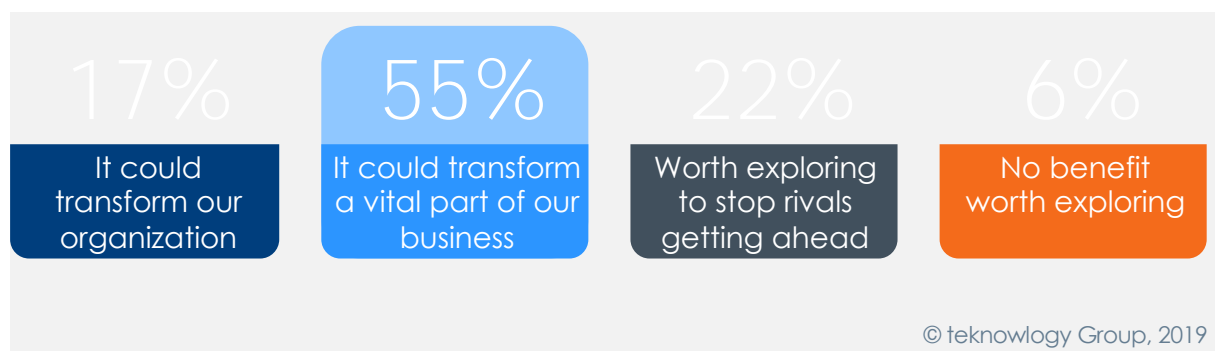 17%
55%
22%
6%
It could
transform our
organization
It could transform
a vital part of our
business
Worth exploring
to stop rivals
getting ahead
No benefit
worth exploring
© teknowlogy Group, 2019